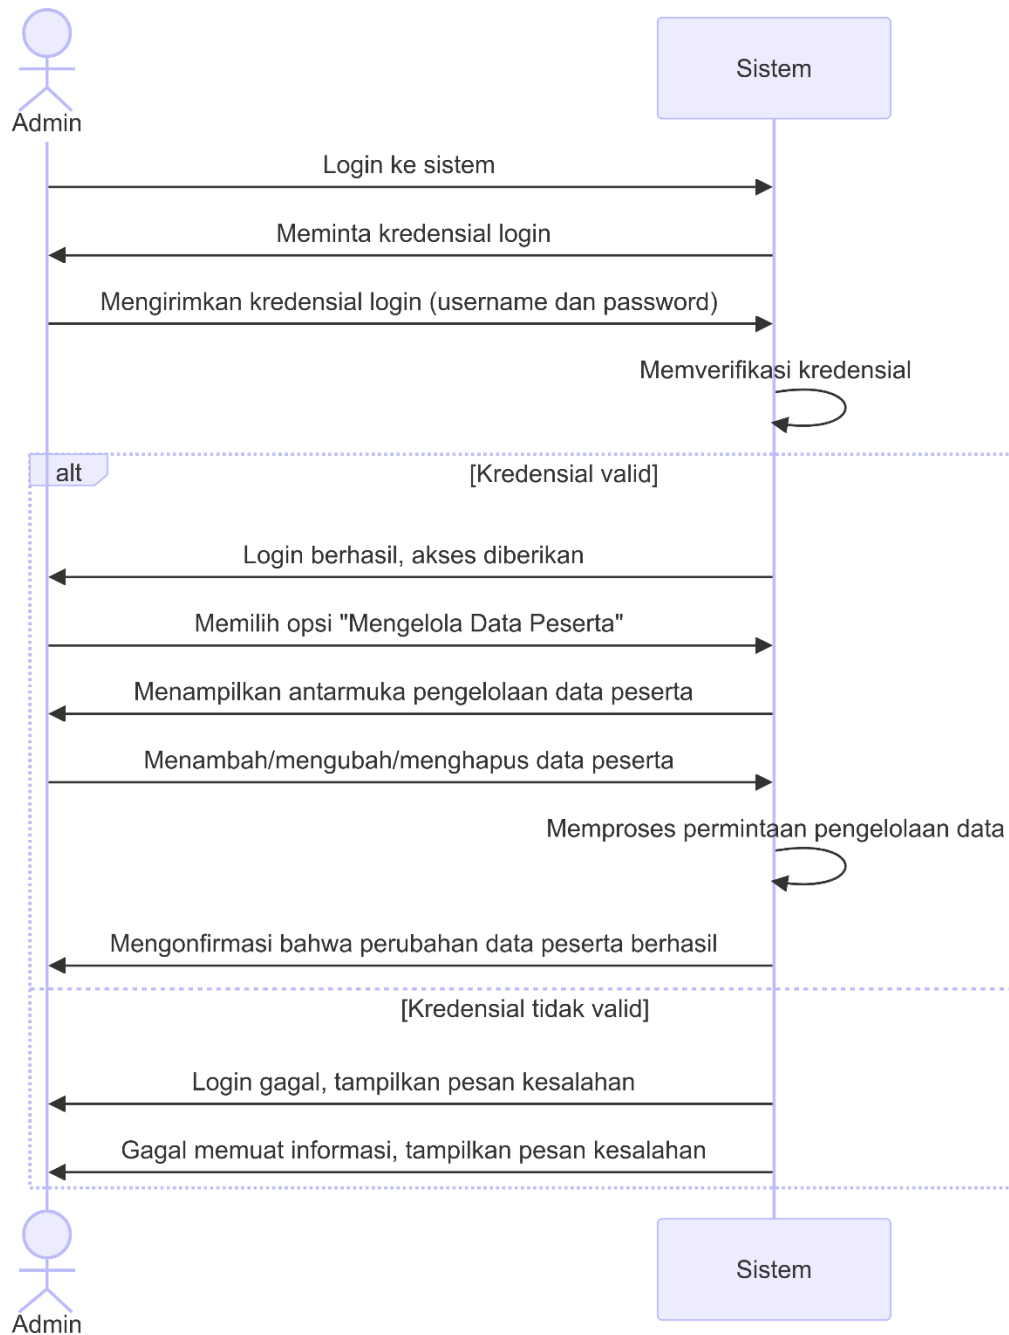 Admin
Sistem
Login ke sistem
Meminta kredensial login
Mengirimkan kredensial login (username dan password)
Memverifikasi kredensial
alt
[Kredensial valid]
Login berhasil, akses diberikan
Memilih opsi "Mengelola Data Peserta"
Menampilkan antarmuka pengelolaan data peserta
Menambah/mengubah/menghapus data peserta
Memproses permintaan pengelolaan data
Mengonfirmasi bahwa perubahan data peserta berhasil
[Kredensial tidak valid]
Login gagal, tampilkan pesan kesalahan
Gagal memuat informasi, tampilkan pesan kesalahan
Admin
Sistem